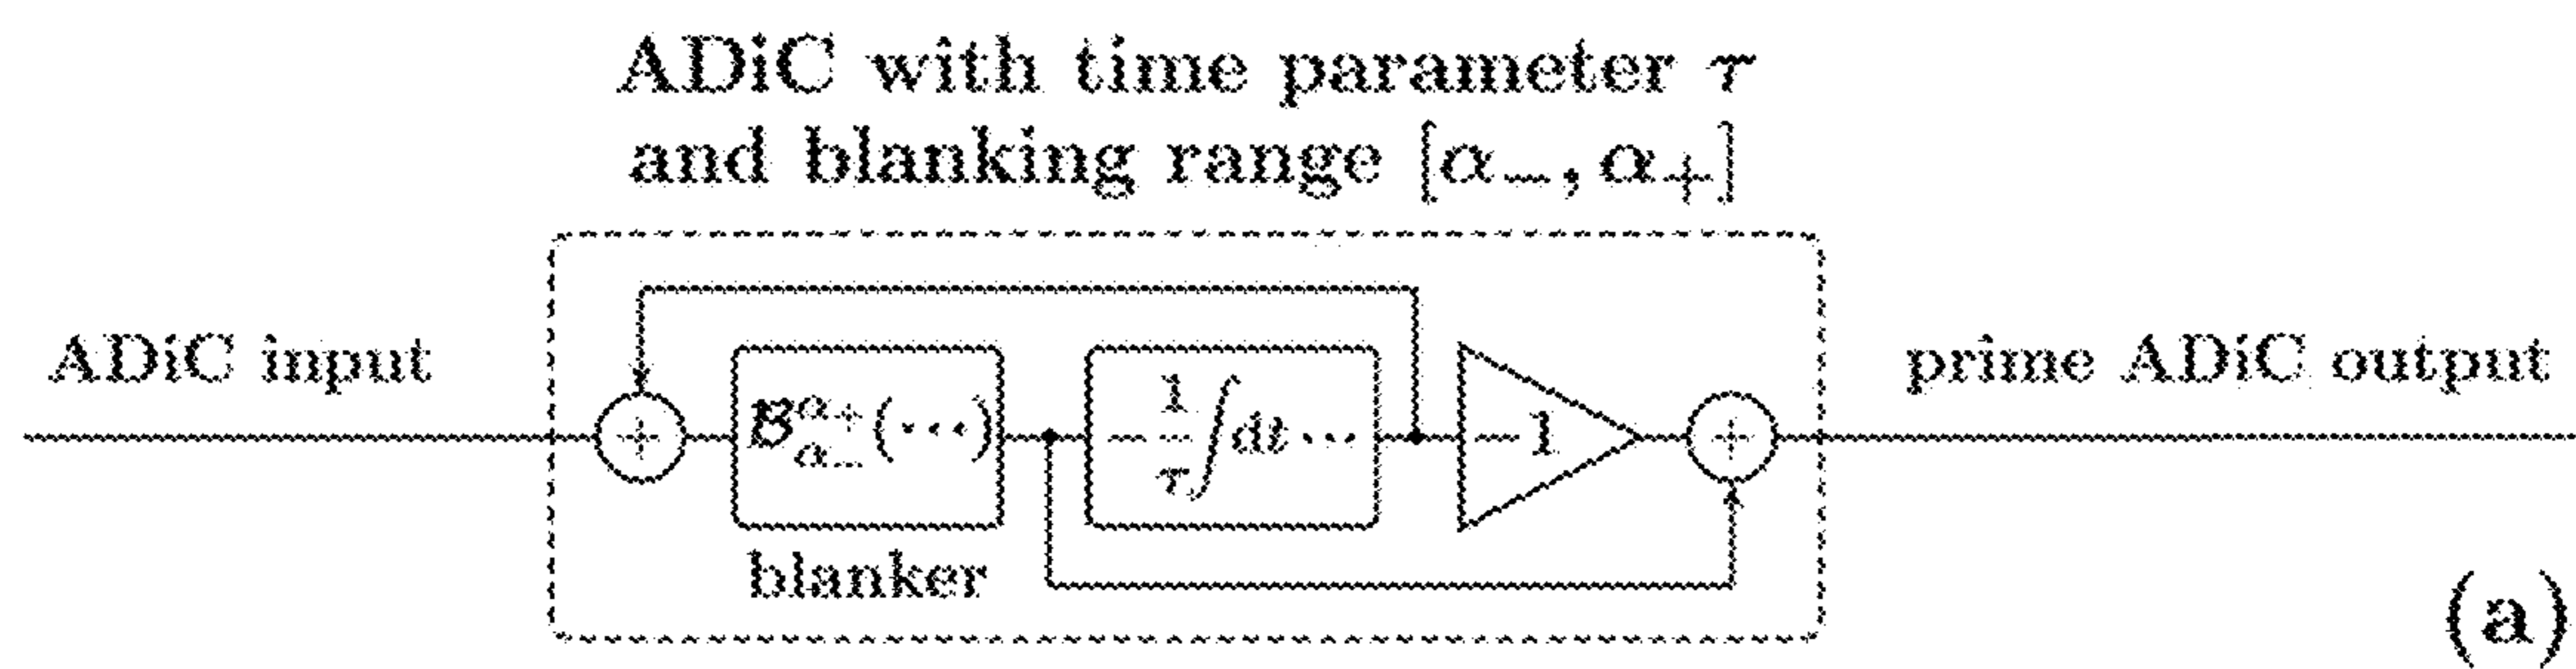 ADiC with time parameter τ
and blanking range [α₋, α₊]
ADiC input
prime ADiC output
+
ℬ^{α₊}_{α₋}(⋯)
−1/τ ∫dt ⋯
−1
+
blanker
(a)